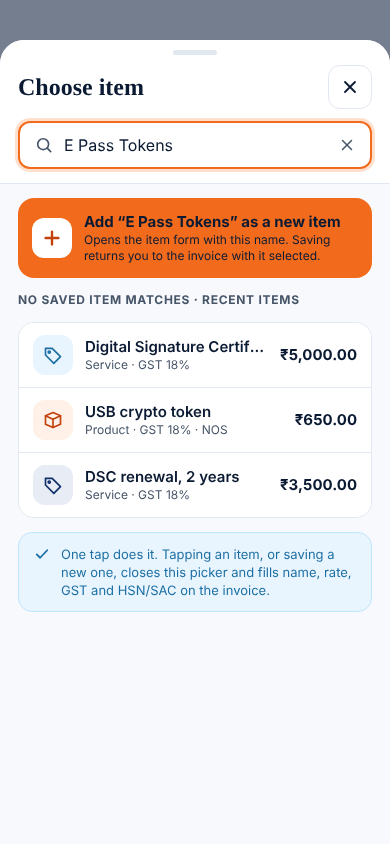 Choose item
E Pass Tokens
Add “E Pass Tokens” as a new item
Opens the item form with this name. Saving
returns you to the invoice with it selected.
NO SAVED ITEM MATCHES · RECENT ITEMS
Digital Signature Certif... ₹5,000.00
Service · GST 18%
USB crypto token ₹650.00
Product · GST 18% · NOS
DSC renewal, 2 years ₹3,500.00
Service · GST 18%
One tap does it. Tapping an item, or saving a
new one, closes this picker and fills name, rate,
GST and HSN/SAC on the invoice.